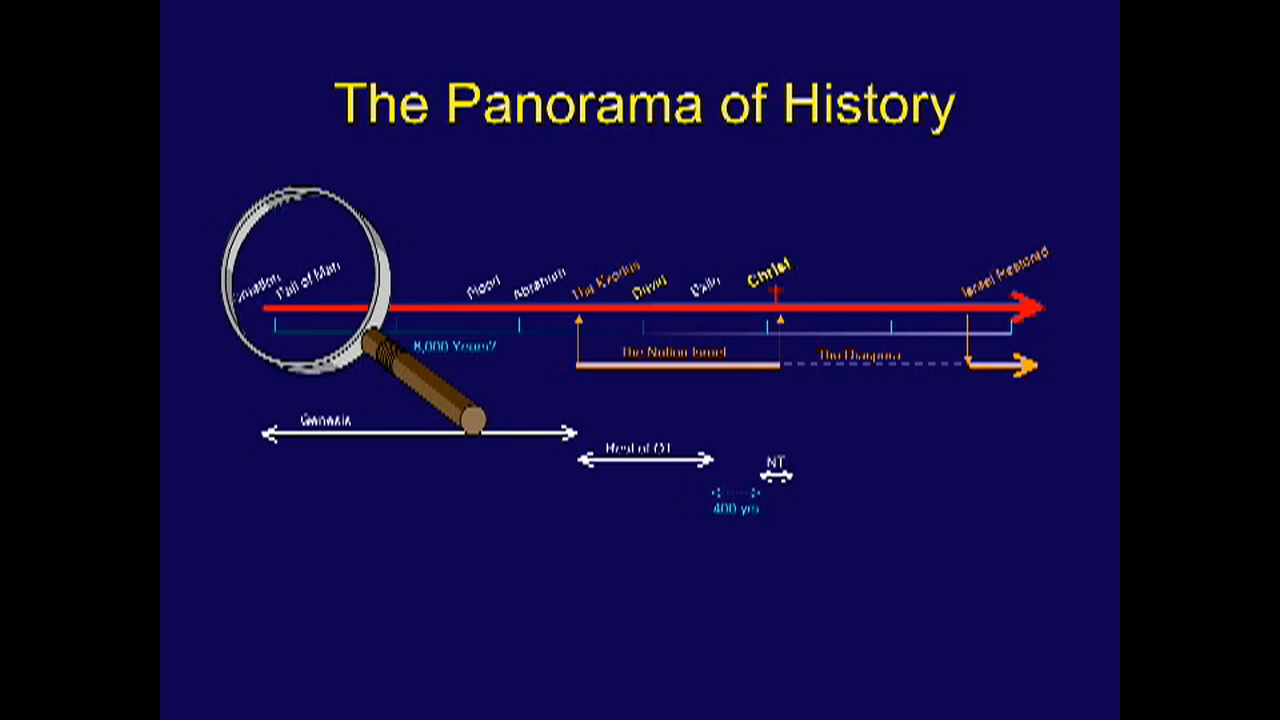 The Panorama of History
Creation
Fall of Man
Flood
Abraham
The Exodus
David
Exile
Christ
Israel Restored
8,000 Years?
The Nation Israel
The Diaspora
Genesis
Rest of OT
NT
400 yrs